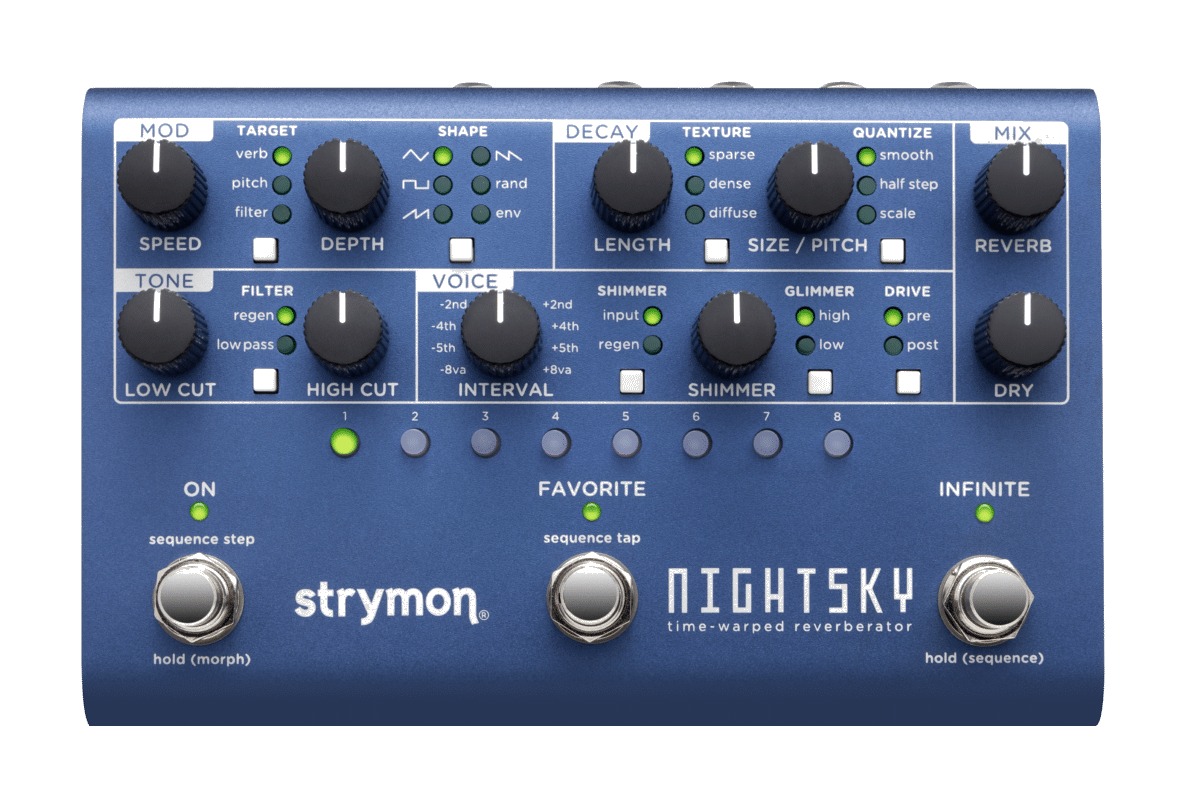 MOD
TARGET
SHAPE
DECAY
TEXTURE
QUANTIZE
MIX
verb
sparse
smooth
pitch
rand
dense
half step
filter
env
diffuse
scale
SPEED
DEPTH
LENGTH
SIZE / PITCH
REVERB
TONE
FILTER
VOICE
SHIMMER
GLIMMER
DRIVE
regen
-2nd
+2nd
input
high
pre
-4th
+4th
low pass
-5th
+5th
regen
low
post
-8va
+8va
LOW CUT
HIGH CUT
INTERVAL
SHIMMER
DRY
1 2 3 4 5 6 7 8
ON
FAVORITE
INFINITE
sequence step
sequence tap
strymon®
NIGHTSKY
time-warped reverberator
hold (morph)
hold (sequence)